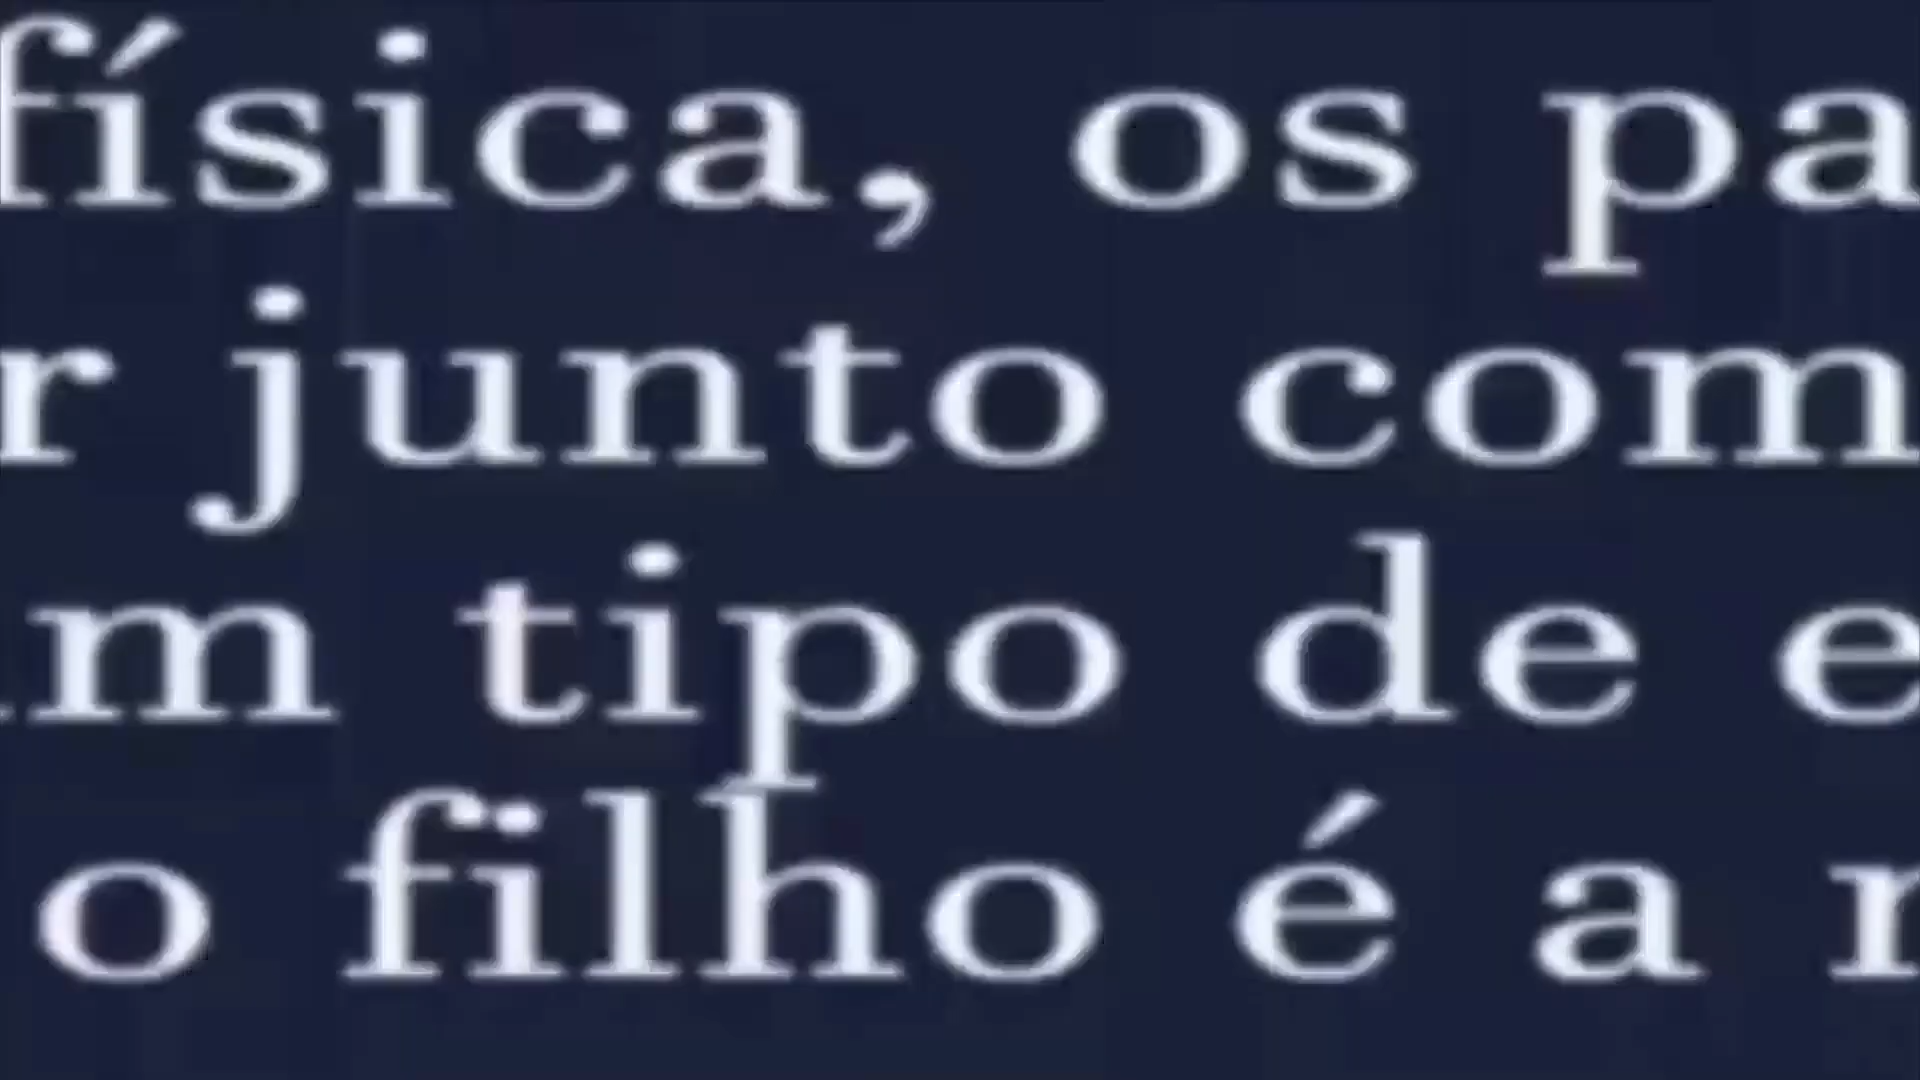 física, os pa
r junto com
m tipo de e
o filho é a